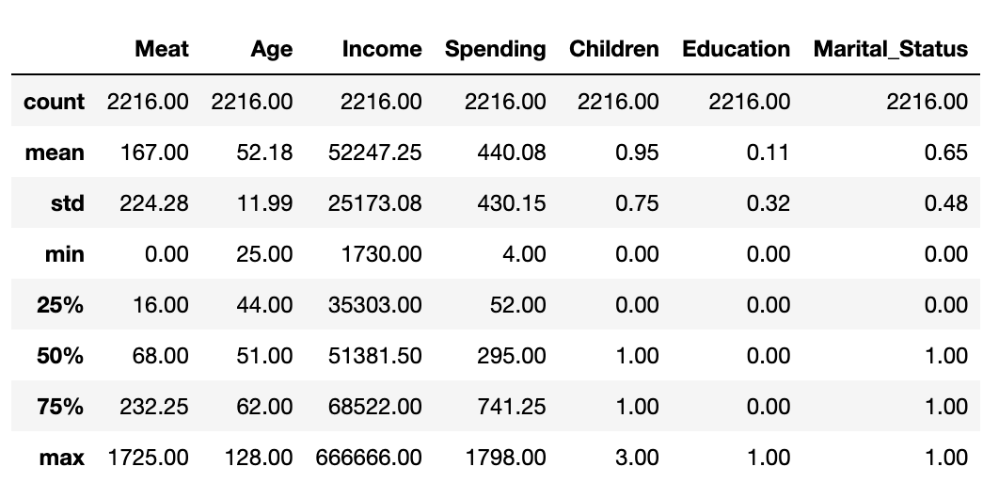 Meat Age Income Spending Children Education Marital_Status
count 2216.00 2216.00 2216.00 2216.00 2216.00 2216.00 2216.00
mean 167.00 52.18 52247.25 440.08 0.95 0.11 0.65
std 224.28 11.99 25173.08 430.15 0.75 0.32 0.48
min 0.00 25.00 1730.00 4.00 0.00 0.00 0.00
25% 16.00 44.00 35303.00 52.00 0.00 0.00 0.00
50% 68.00 51.00 51381.50 295.00 1.00 0.00 1.00
75% 232.25 62.00 68522.00 741.25 1.00 0.00 1.00
max 1725.00 128.00 666666.00 1798.00 3.00 1.00 1.00